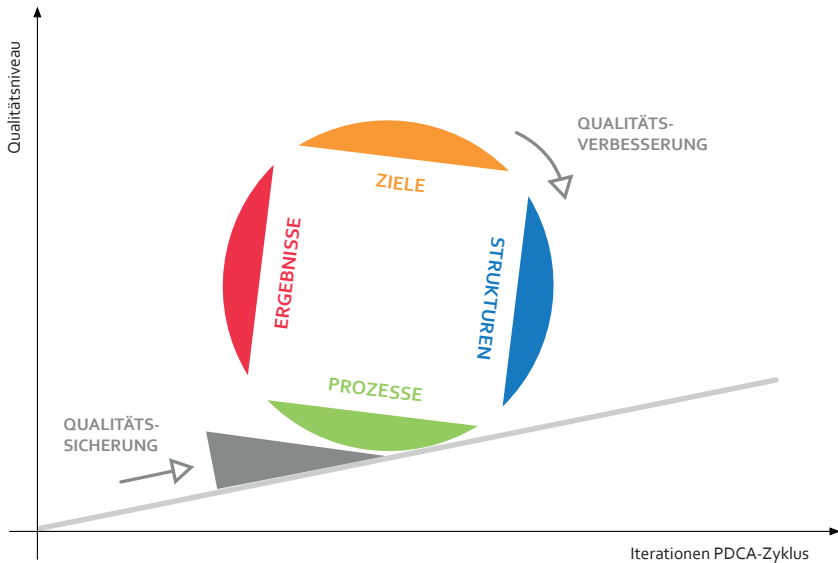 Qualitätsniveau
QUALITÄTS-
VERBESSERUNG
ZIELE
STRUKTUREN
ERGEBNISSE
PROZESSE
QUALITÄTS-
SICHERUNG
Iterationen PDCA-Zyklus